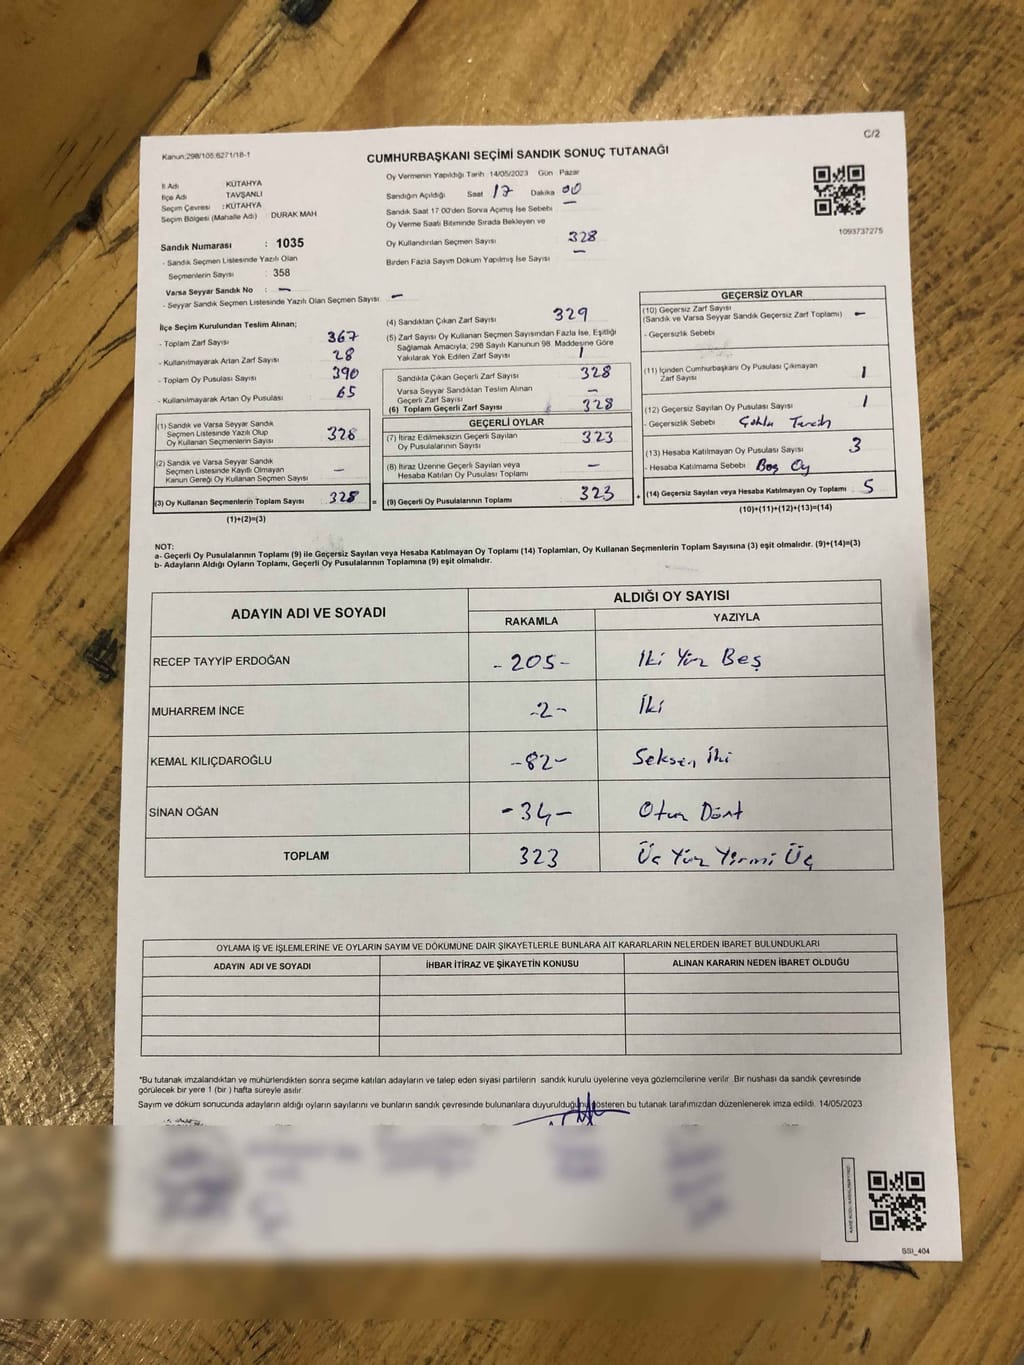 Kanun:298/105;6271/18-1
C/2
CUMHURBAŞKANI SEÇİMİ SANDIK SONUÇ TUTANAĞI
İl Adı KÜTAHYA
İlçe Adı TAVŞANLI
Seçim Çevresi : KÜTAHYA
Seçim Bölgesi (Mahalle Adı) : DURAK MAH
Oy Vermenin Yapıldığı Tarih 14/05/2023 Gün Pazar
Sandığın Açıldığı Saat 17 Dakika 00
Sandık Saat 17 00'den Sonra Açımış İse Sebebi —
Oy Verme Saati Bitiminde Sırada Bekleyen ve
Oy Kullandırılan Seçmen Sayısı 328
Birden Fazla Sayım Döküm Yapılmış İse Sayısı —
1093737275
Sandık Numarası : 1035
- Sandık Seçmen Listesinde Yazılı Olan
Seçmenlerin Sayısı : 358
Varsa Seyyar Sandık No : —
- Seyyar Sandık Seçmen Listesinde Yazılı Olan Seçmen Sayısı : —
İlçe Seçim Kurulundan Teslim Alınan;
- Toplam Zarf Sayısı 367
- Kullanılmayarak Artan Zarf Sayısı 28
- Toplam Oy Pusulası Sayısı 390
- Kullanılmayarak Artan Oy Pusulası 65
(1) Sandık ve Varsa Seyyar Sandık
Seçmen Listesinde Yazılı Olup
Oy Kullanan Seçmenlerin Sayısı 328
(2) Sandık ve Varsa Seyyar Sandık
Seçmen Listesinde Kayıtlı Olmayan
Kanun Gereği Oy Kullanan Seçmen Sayısı —
(3) Oy Kullanan Seçmenlerin Toplam Sayısı 328 =
(1)+(2)=(3)
(4) Sandıktan Çıkan Zarf Sayısı 329
(5) Zarf Sayısı Oy Kullanan Seçmen Sayısından Fazla İse, Eşitliği
Sağlamak Amacıyla; 298 Sayılı Kanunun 98. Maddesine Göre
Yakılarak Yok Edilen Zarf Sayısı 1
Sandıkta Çıkan Geçerli Zarf Sayısı 328
Varsa Seyyar Sandıktan Teslim Alınan
Geçerli Zarf Sayısı —
(6) Toplam Geçerli Zarf Sayısı 328
GEÇERLİ OYLAR
(7) İtiraz Edilmeksizin Geçerli Sayılan
Oy Pusulasının Sayısı 323
(8) İtiraz Üzerine Geçerli Sayılan veya
Hesaba Katılan Oy Pusulası Toplamı —
(9) Geçerli Oy Pusulalarının Toplamı 323 +
GEÇERSİZ OYLAR
(10) Geçersiz Zarf Sayısı
(Sandık ve Varsa Seyyar Sandık Geçersiz Zarf Toplamı) —
- Geçersizlik Sebebi
(11) İçinden Cumhurbaşkanı Oy Pusulası Çıkmayan
Zarf Sayısı 1
(12) Geçersiz Sayılan Oy Pusulası Sayısı 1
- Geçersizlik Sebebi Çoklu Tercih
(13) Hesaba Katılmayan Oy Pusulası Sayısı 3
- Hesaba Katılmama Sebebi Boş Oy
(14) Geçersiz Sayılan veya Hesaba Katılmayan Oy Toplamı 5
(10)+(11)+(12)+(13)=(14)
NOT:
a- Geçerli Oy Pusulalarının Toplamı (9) ile Geçersiz Sayılan veya Hesaba Katılmayan Oy Toplamı (14) Toplamları, Oy Kullanan Seçmenlerin Toplam Sayısına (3) eşit olmalıdır. (9)+(14)=(3)
b- Adayların Aldığı Oyların Toplamı, Geçerli Oy Pusulalarının Toplamına (9) eşit olmalıdır.
ADAYIN ADI VE SOYADI ALDIĞI OY SAYISI
RAKAMLA YAZIYLA
RECEP TAYYİP ERDOĞAN -205- İki Yüz Beş
MUHARREM İNCE -2- İki
KEMAL KILIÇDAROĞLU -82- Seksen İki
SİNAN OĞAN -34- Otuz Dört
TOPLAM 323 Üç Yüz Yirmi Üç
OYLAMA İŞ VE İŞLEMLERİNE VE OYLARIN SAYIM VE DÖKÜMÜNE DAİR ŞİKAYETLERLE BUNLARA AİT KARARLARIN NELERDEN İBARET BULUNDUKLARI
ADAYIN ADI VE SOYADI İHBAR İTİRAZ VE ŞİKAYETİN KONUSU ALINAN KARARIN NEDEN İBARET OLDUĞU
*Bu tutanak imzalandıktan ve mühürlendikten sonra seçime katılan adayların ve talep eden siyasi partilerin sandık kurulu üyelerine veya gözlemcilerine verilir. Bir nüshası da sandık çevresinde
görülecek bir yere 1 (bir ) hafta süreyle asılır.
Sayım ve döküm sonucunda adayların aldığı oyların sayılarını ve bunların sandık çevresinde bulunanlara duyurulduğunu gösteren bu tutanak tarafımızdan düzenlenerek imza edildi. 14/05/2023
SSI_404